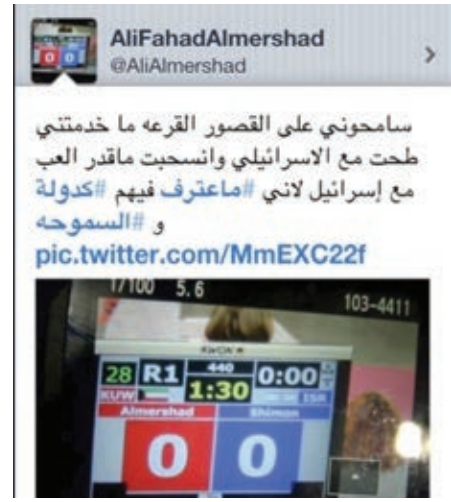 AliFahadAlmershad
@AliAlmershad
سامحوني على القصور القرعه ما خدمتني
طحت مع الاسرائيلي وانسحبت ماقدر العب
مع إسرائيل لاني #ماعترف فيهم #كدولة
و #السموحه
pic.twitter.com/MmEXC22f
1/100 5.6 103-4411
28 R1 440 0:00
KUW 1:30 ISR
Almershad Shimon
0 0